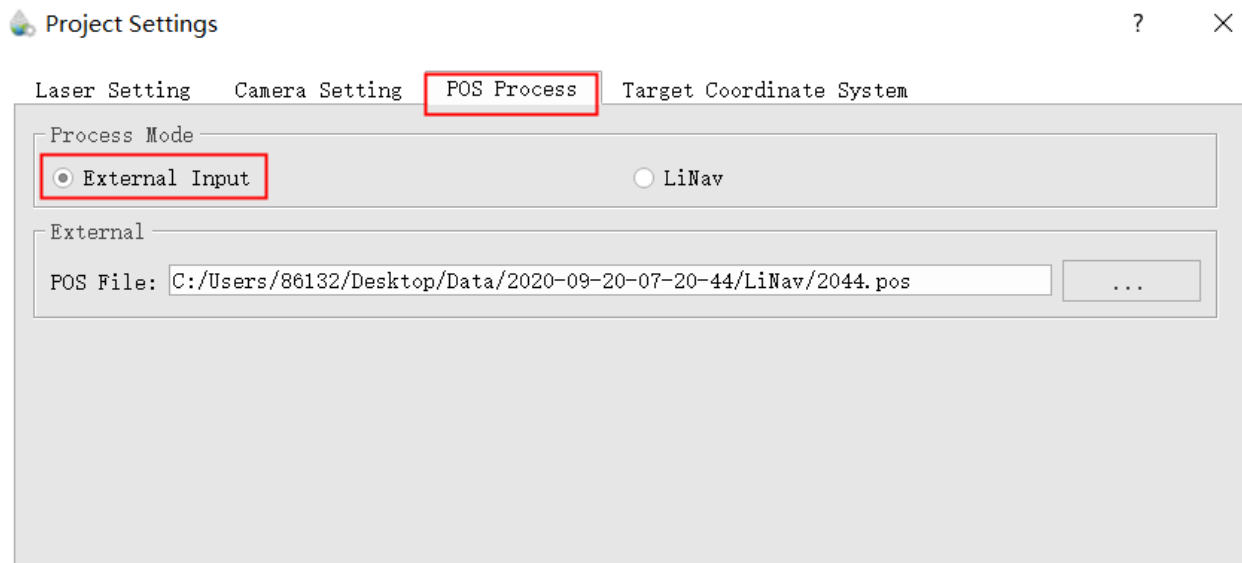 Project Settings
Laser Setting Camera Setting POS Process Target Coordinate System
Process Mode
External Input LiNav
External
POS File: C:/Users/86132/Desktop/Data/2020-09-20-07-20-44/LiNav/2044.pos ...